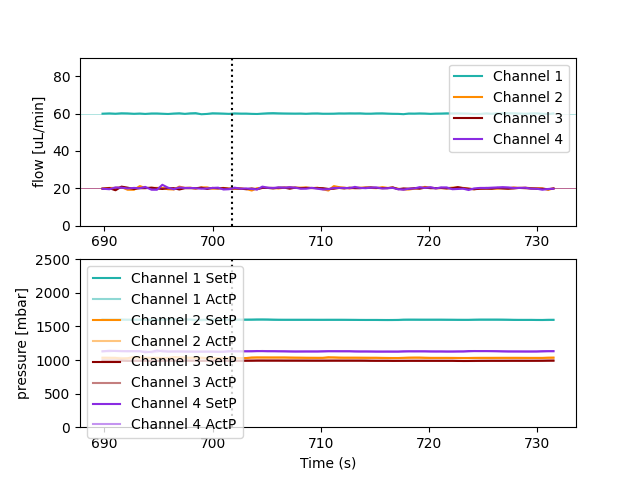 80
60
40
20
0
flow [uL/min]
Channel 1
Channel 2
Channel 3
Channel 4
690
700
710
720
730
2500
2000
1500
1000
500
0
pressure [mbar]
Channel 1 SetP
Channel 1 ActP
Channel 2 SetP
Channel 2 ActP
Channel 3 SetP
Channel 3 ActP
Channel 4 SetP
Channel 4 ActP
690
700
710
720
730
Time (s)